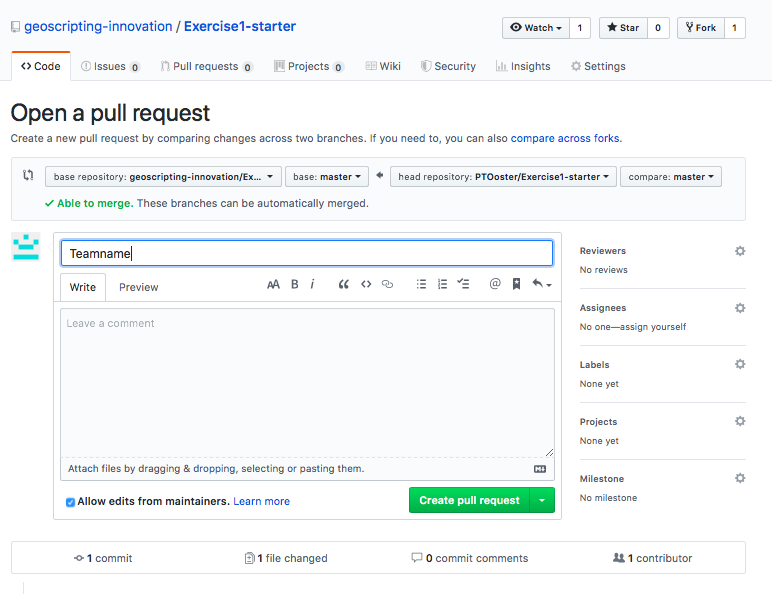 geoscripting-innovation / Exercise1-starter
Watch 1 Star 0 Fork 1
Code Issues 0 Pull requests 0 Projects 0 Wiki Security Insights Settings
Open a pull request
Create a new pull request by comparing changes across two branches. If you need to, you can also compare across forks.
base repository: geoscripting-innovation/Ex... base: master head repository: PTOoster/Exercise1-starter compare: master
Able to merge. These branches can be automatically merged.
Teamname
Write Preview AA B i
Leave a comment
Attach files by dragging & dropping, selecting or pasting them.
Allow edits from maintainers. Learn more
Create pull request
Reviewers
No reviews
Assignees
No one—assign yourself
Labels
None yet
Projects
None yet
Milestone
No milestone
1 commit 1 file changed 0 commit comments 1 contributor